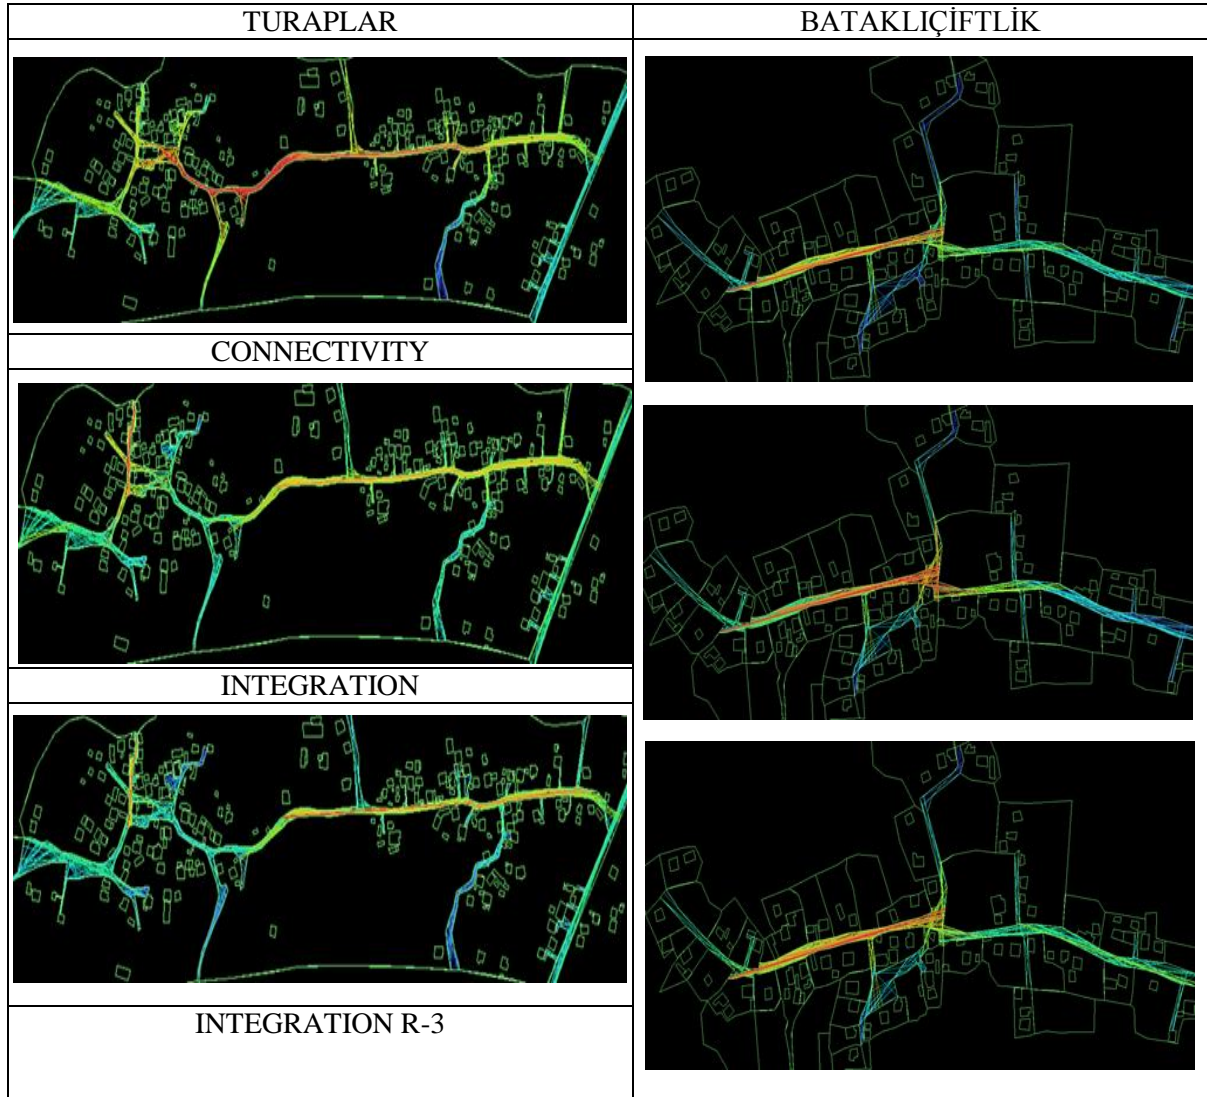 TURAPLAR
BATAKLIÇİFTLİK
CONNECTIVITY
INTEGRATION
INTEGRATION R-3